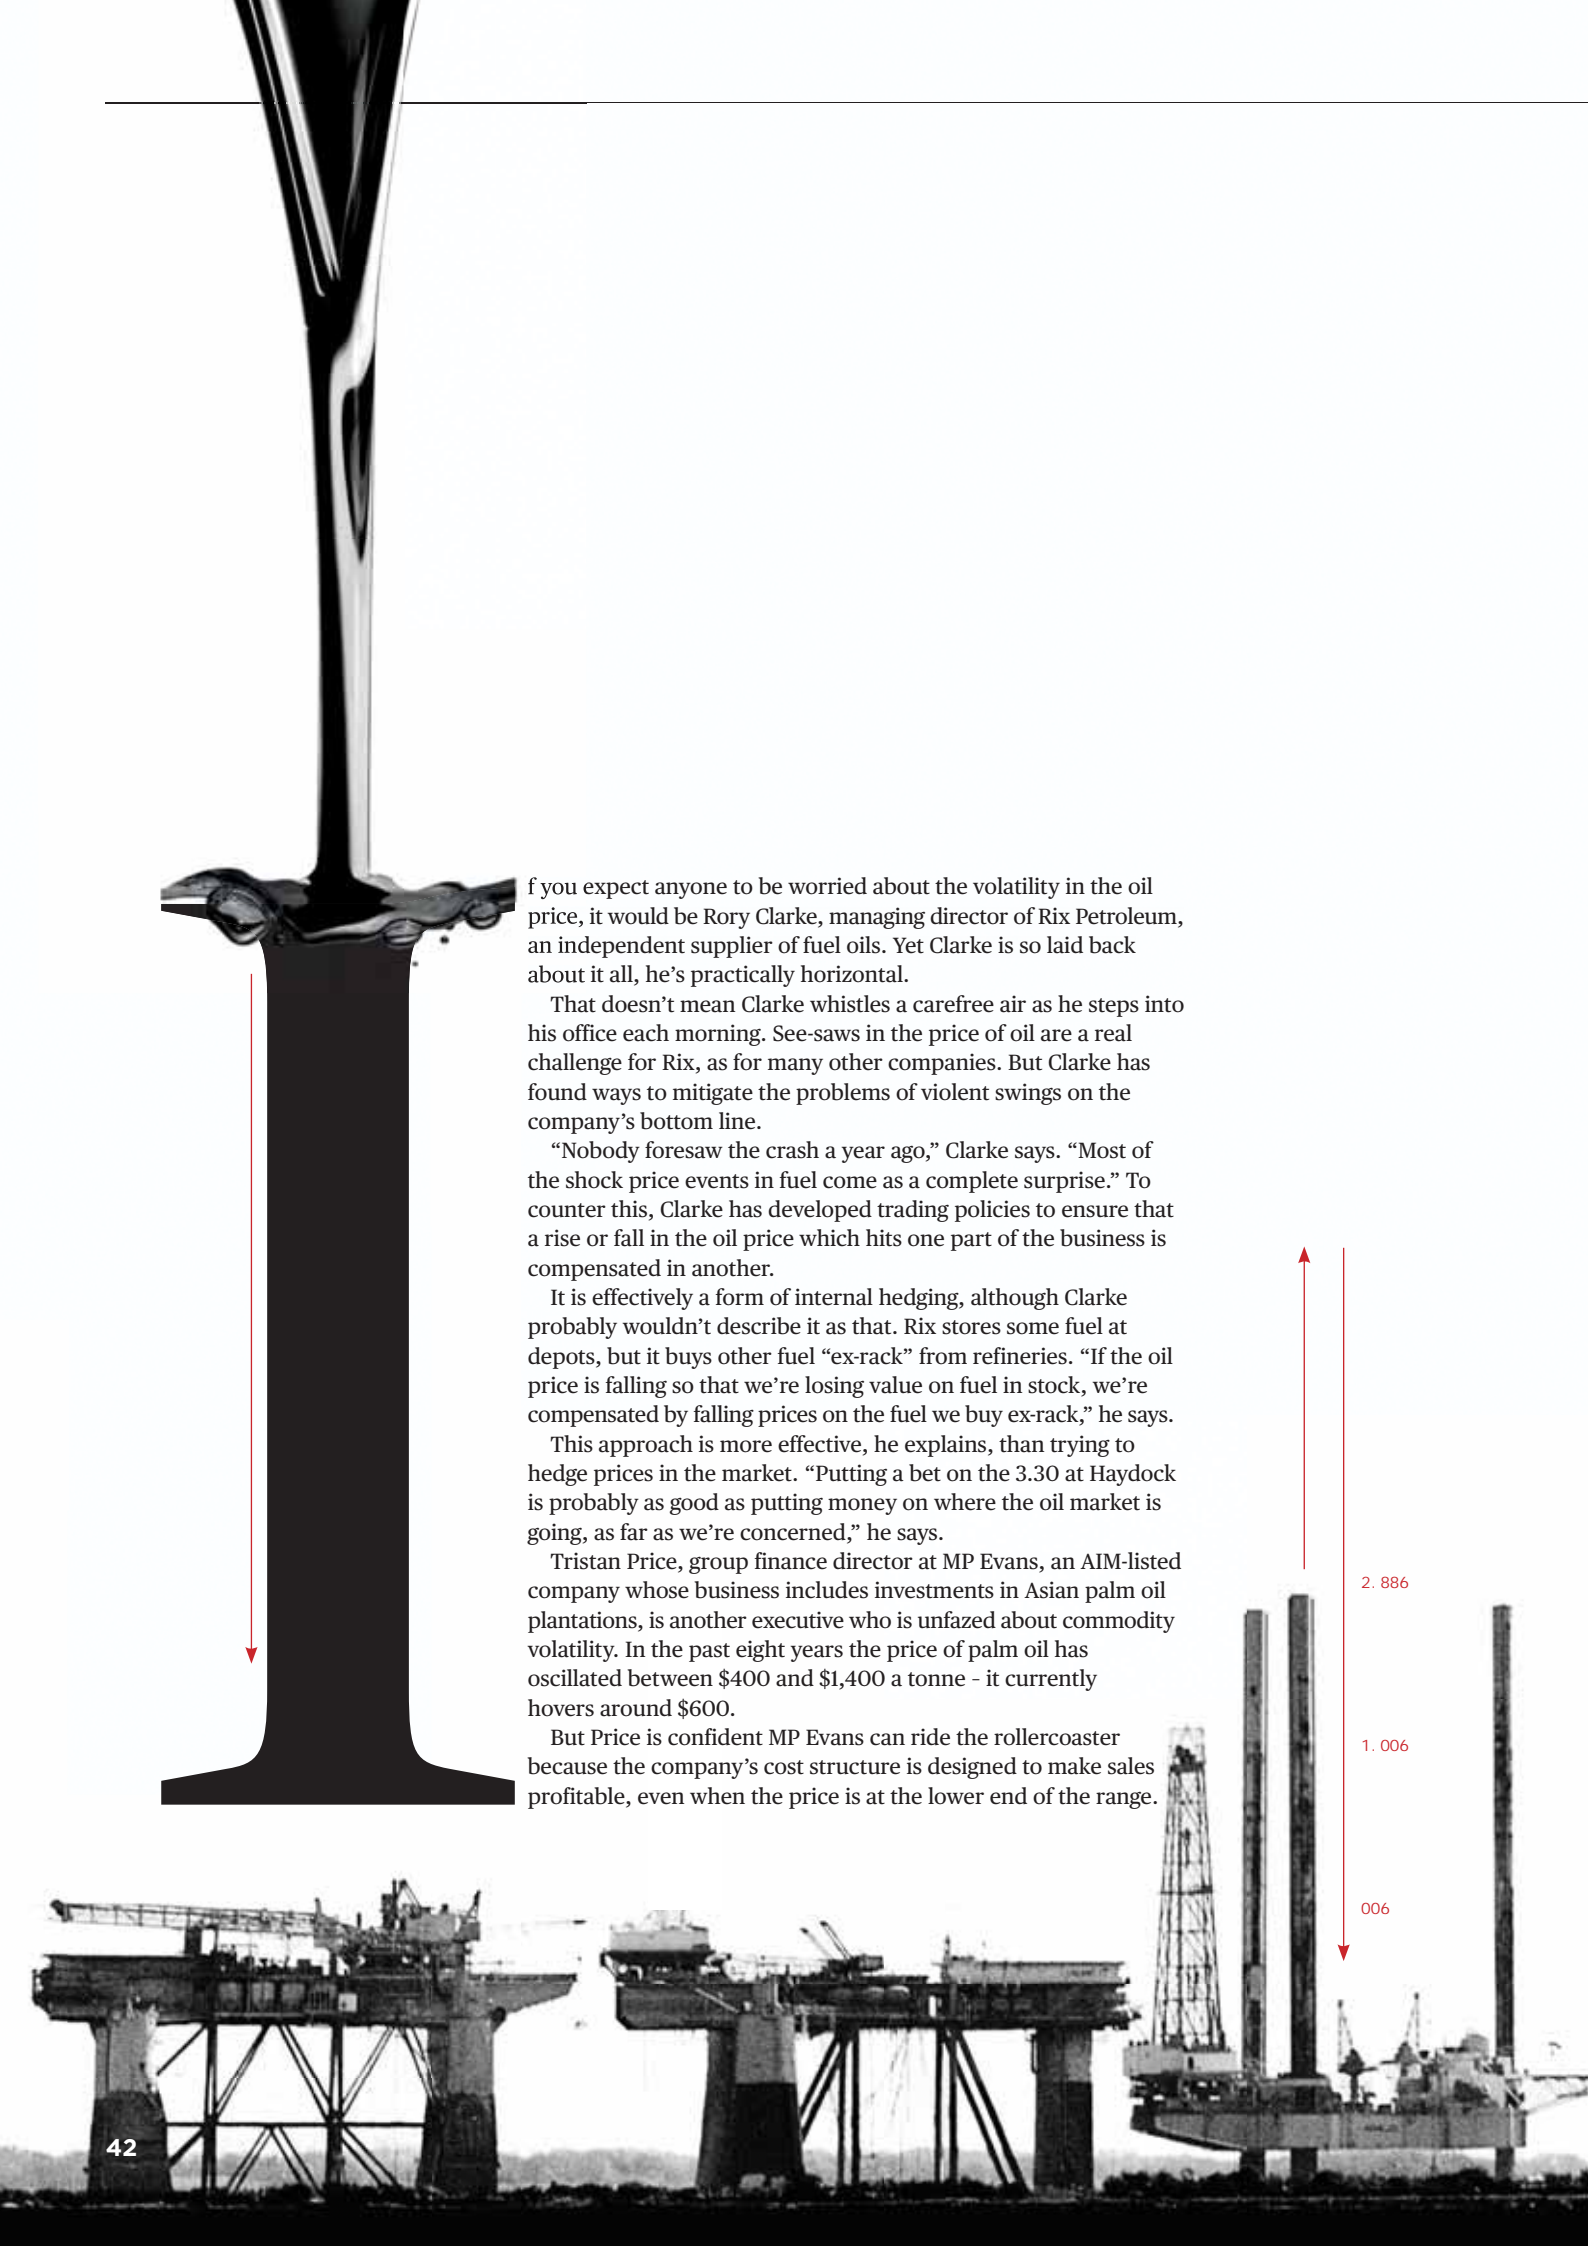 If you expect anyone to be worried about the volatility in the oil
price, it would be Rory Clarke, managing director of Rix Petroleum,
an independent supplier of fuel oils. Yet Clarke is so laid back
about it all, he’s practically horizontal.
That doesn’t mean Clarke whistles a carefree air as he steps into
his office each morning. See-saws in the price of oil are a real
challenge for Rix, as for many other companies. But Clarke has
found ways to mitigate the problems of violent swings on the
company’s bottom line.
“Nobody foresaw the crash a year ago,” Clarke says. “Most of
the shock price events in fuel come as a complete surprise.” To
counter this, Clarke has developed trading policies to ensure that
a rise or fall in the oil price which hits one part of the business is
compensated in another.
It is effectively a form of internal hedging, although Clarke
probably wouldn’t describe it as that. Rix stores some fuel at
depots, but it buys other fuel “ex-rack” from refineries. “If the oil
price is falling so that we’re losing value on fuel in stock, we’re
compensated by falling prices on the fuel we buy ex-rack,” he says.
This approach is more effective, he explains, than trying to
hedge prices in the market. “Putting a bet on the 3.30 at Haydock
is probably as good as putting money on where the oil market is
going, as far as we’re concerned,” he says.
Tristan Price, group finance director at MP Evans, an AIM-listed
company whose business includes investments in Asian palm oil
plantations, is another executive who is unfazed about commodity
volatility. In the past eight years the price of palm oil has
oscillated between $400 and $1,400 a tonne – it currently
hovers around $600.
But Price is confident MP Evans can ride the rollercoaster
because the company’s cost structure is designed to make sales
profitable, even when the price is at the lower end of the range.
2. 886
1. 006
006
42